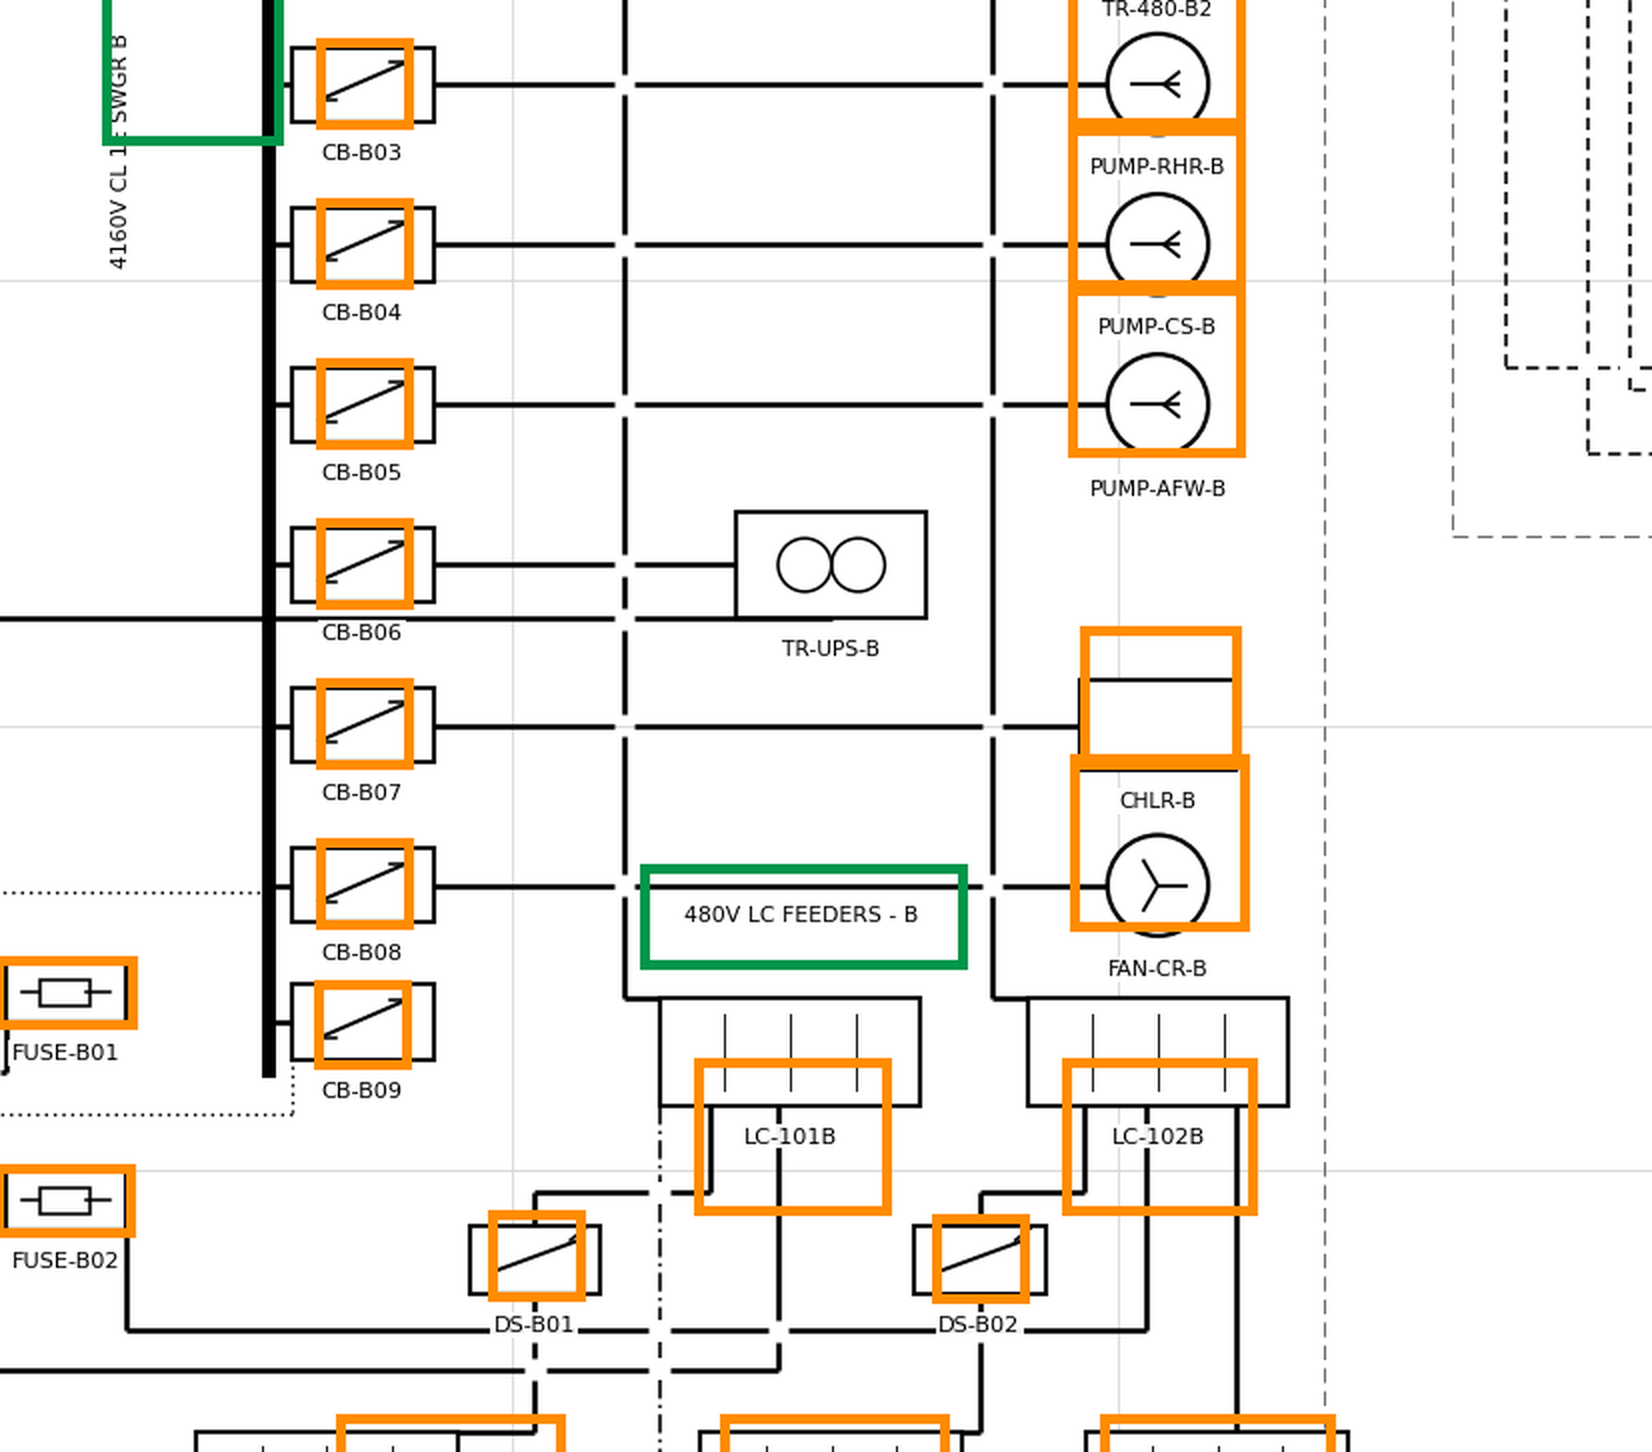 TR-480-B2
4160V CL 1E SWGR B
CB-B03
PUMP-RHR-B
CB-B04
PUMP-CS-B
CB-B05
PUMP-AFW-B
CB-B06
TR-UPS-B
CB-B07
CHLR-B
480V LC FEEDERS - B
CB-B08
FAN-CR-B
FUSE-B01
CB-B09
LC-101B
LC-102B
FUSE-B02
DS-B01
DS-B02